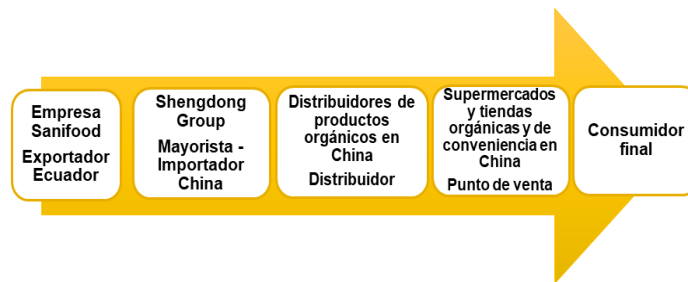 Empresa
Sanifood
Exportador
Ecuador
Shengdong
Group
Mayorista -
Importador
China
Distribuidores de
productos
orgánicos en
China
Distribuidor
Supermercados
y tiendas
orgánicas y de
conveniencia en
China
Punto de venta
Consumidor
final